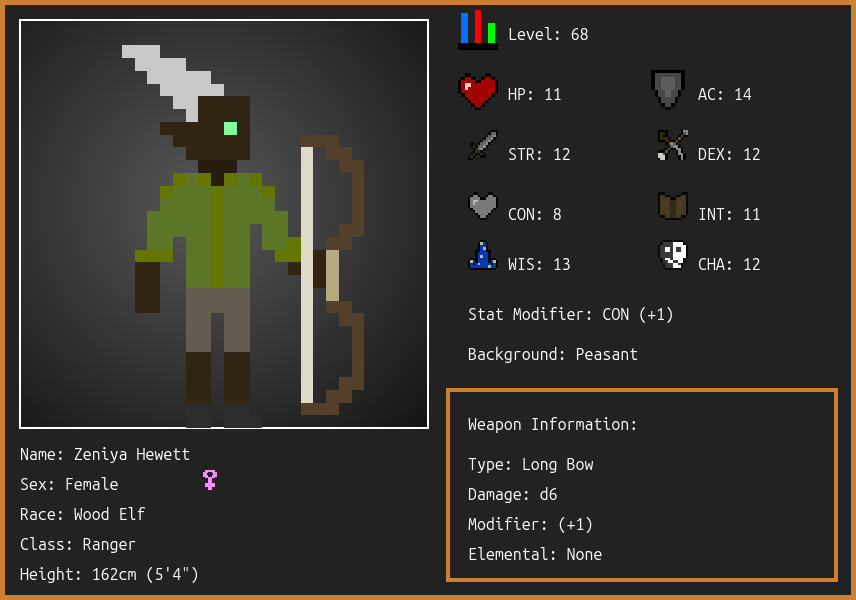 Level: 68
HP: 11
AC: 14
STR: 12
DEX: 12
CON: 8
INT: 11
WIS: 13
CHA: 12
Stat Modifier: CON (+1)
Background: Peasant
Weapon Information:
Type: Long Bow
Damage: d6
Modifier: (+1)
Elemental: None
Name: Zeniya Hewett
Sex: Female
Race: Wood Elf
Class: Ranger
Height: 162cm (5'4")